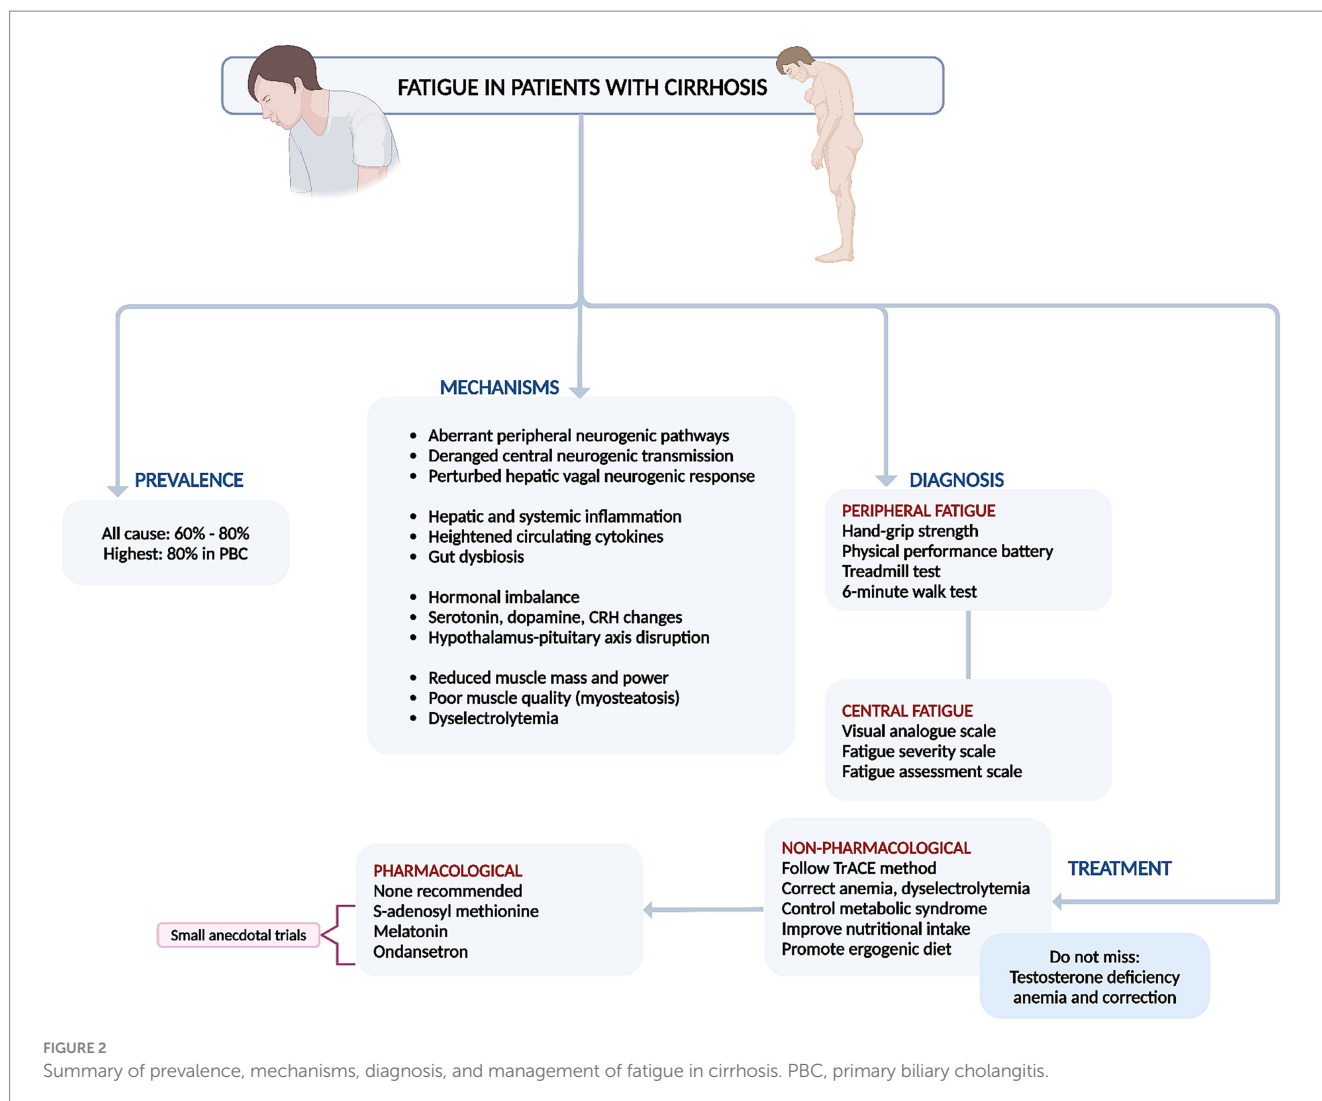 FATIGUE IN PATIENTS WITH CIRRHOSIS
PREVALENCE
All cause: 60% - 80%
Highest: 80% in PBC
MECHANISMS
• Aberrant peripheral neurogenic pathways
• Deranged central neurogenic transmission
• Perturbed hepatic vagal neurogenic response
• Hepatic and systemic inflammation
• Heightened circulating cytokines
• Gut dysbiosis
• Hormonal imbalance
• Serotonin, dopamine, CRH changes
• Hypothalamus-pituitary axis disruption
• Reduced muscle mass and power
• Poor muscle quality (myosteatosis)
• Dyselectrolytemia
DIAGNOSIS
PERIPHERAL FATIGUE
Hand-grip strength
Physical performance battery
Treadmill test
6-minute walk test
CENTRAL FATIGUE
Visual analogue scale
Fatigue severity scale
Fatigue assessment scale
TREATMENT
NON-PHARMACOLOGICAL
Follow TrACE method
Correct anemia, dyselectrolytemia
Control metabolic syndrome
Improve nutritional intake
Promote ergogenic diet
Do not miss:
Testosterone deficiency
anemia and correction
PHARMACOLOGICAL
None recommended
S-adenosyl methionine
Melatonin
Ondansetron
Small anecdotal trials
FIGURE 2
Summary of prevalence, mechanisms, diagnosis, and management of fatigue in cirrhosis. PBC, primary biliary cholangitis.